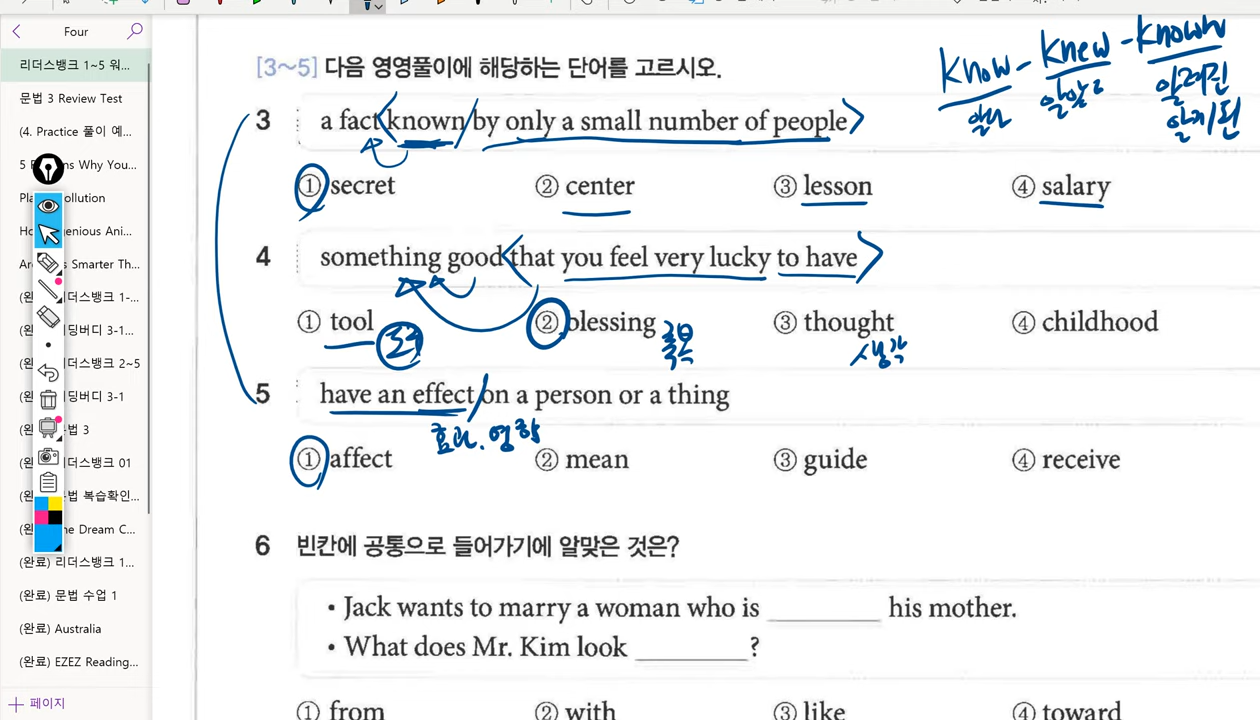 Four
리더스뱅크 1~5 워...
문법 3 Review Test
(4. Practice 풀이 예...
Why You...
ollution
enious Ani...
s Smarter Th...
더스뱅크 1-...
딩버디 3-1...
더스뱅크 2~5
딩버디 3-1
법 3
더스뱅크 01
법 복습확인...
he Dream C...
(완료) 리더스뱅크 1...
(완료) 문법 수업 1
(완료) Australia
(완료) EZEZ Reading...
페이지
[3~5] 다음 영영풀이에 해당하는 단어를 고르시오.
know - knew - known
알다 알았다 알려진
알게 된
3 a fact known by only a small number of people
① secret ② center ③ lesson ④ salary
4 something good that you feel very lucky to have
① tool ② blessing ③ thought ④ childhood
도구 축복 생각
5 have an effect on a person or a thing
효과. 영향
① affect ② mean ③ guide ④ receive
6 빈칸에 공통으로 들어가기에 알맞은 것은?
• Jack wants to marry a woman who is ________ his mother.
• What does Mr. Kim look ________ ?
① from ② with ③ like ④ toward